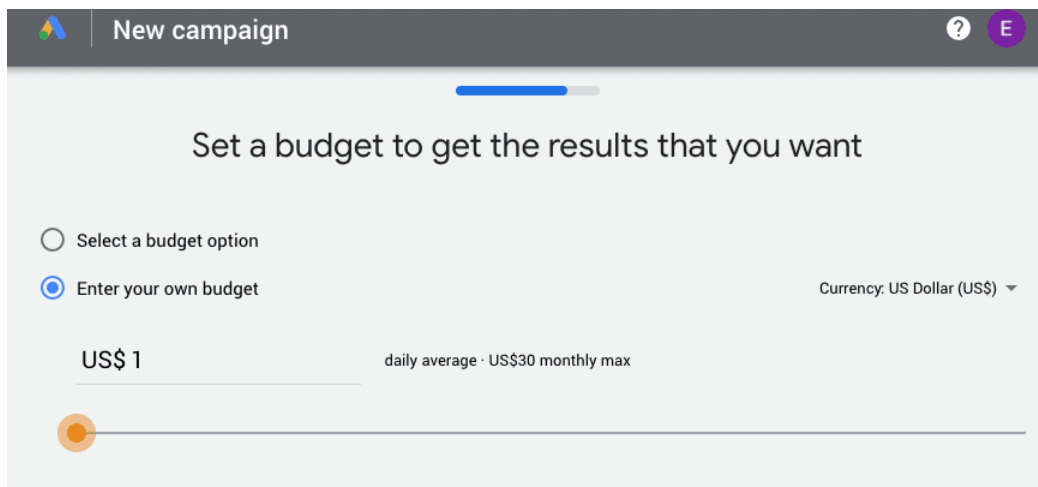 New campaign
?
E
Set a budget to get the results that you want
Select a budget option
Enter your own budget
Currency: US Dollar (US$)
US$ 1
daily average · US$30 monthly max